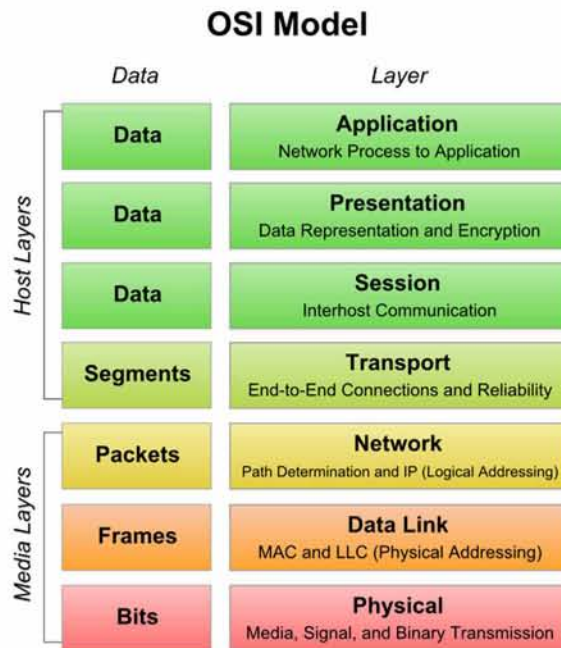 OSI Model
Data Layer
Host Layers
Data
Application
Network Process to Application
Data
Presentation
Data Representation and Encryption
Data
Session
Interhost Communication
Segments
Transport
End-to-End Connections and Reliability
Media Layers
Packets
Network
Path Determination and IP (Logical Addressing)
Frames
Data Link
MAC and LLC (Physical Addressing)
Bits
Physical
Media, Signal, and Binary Transmission